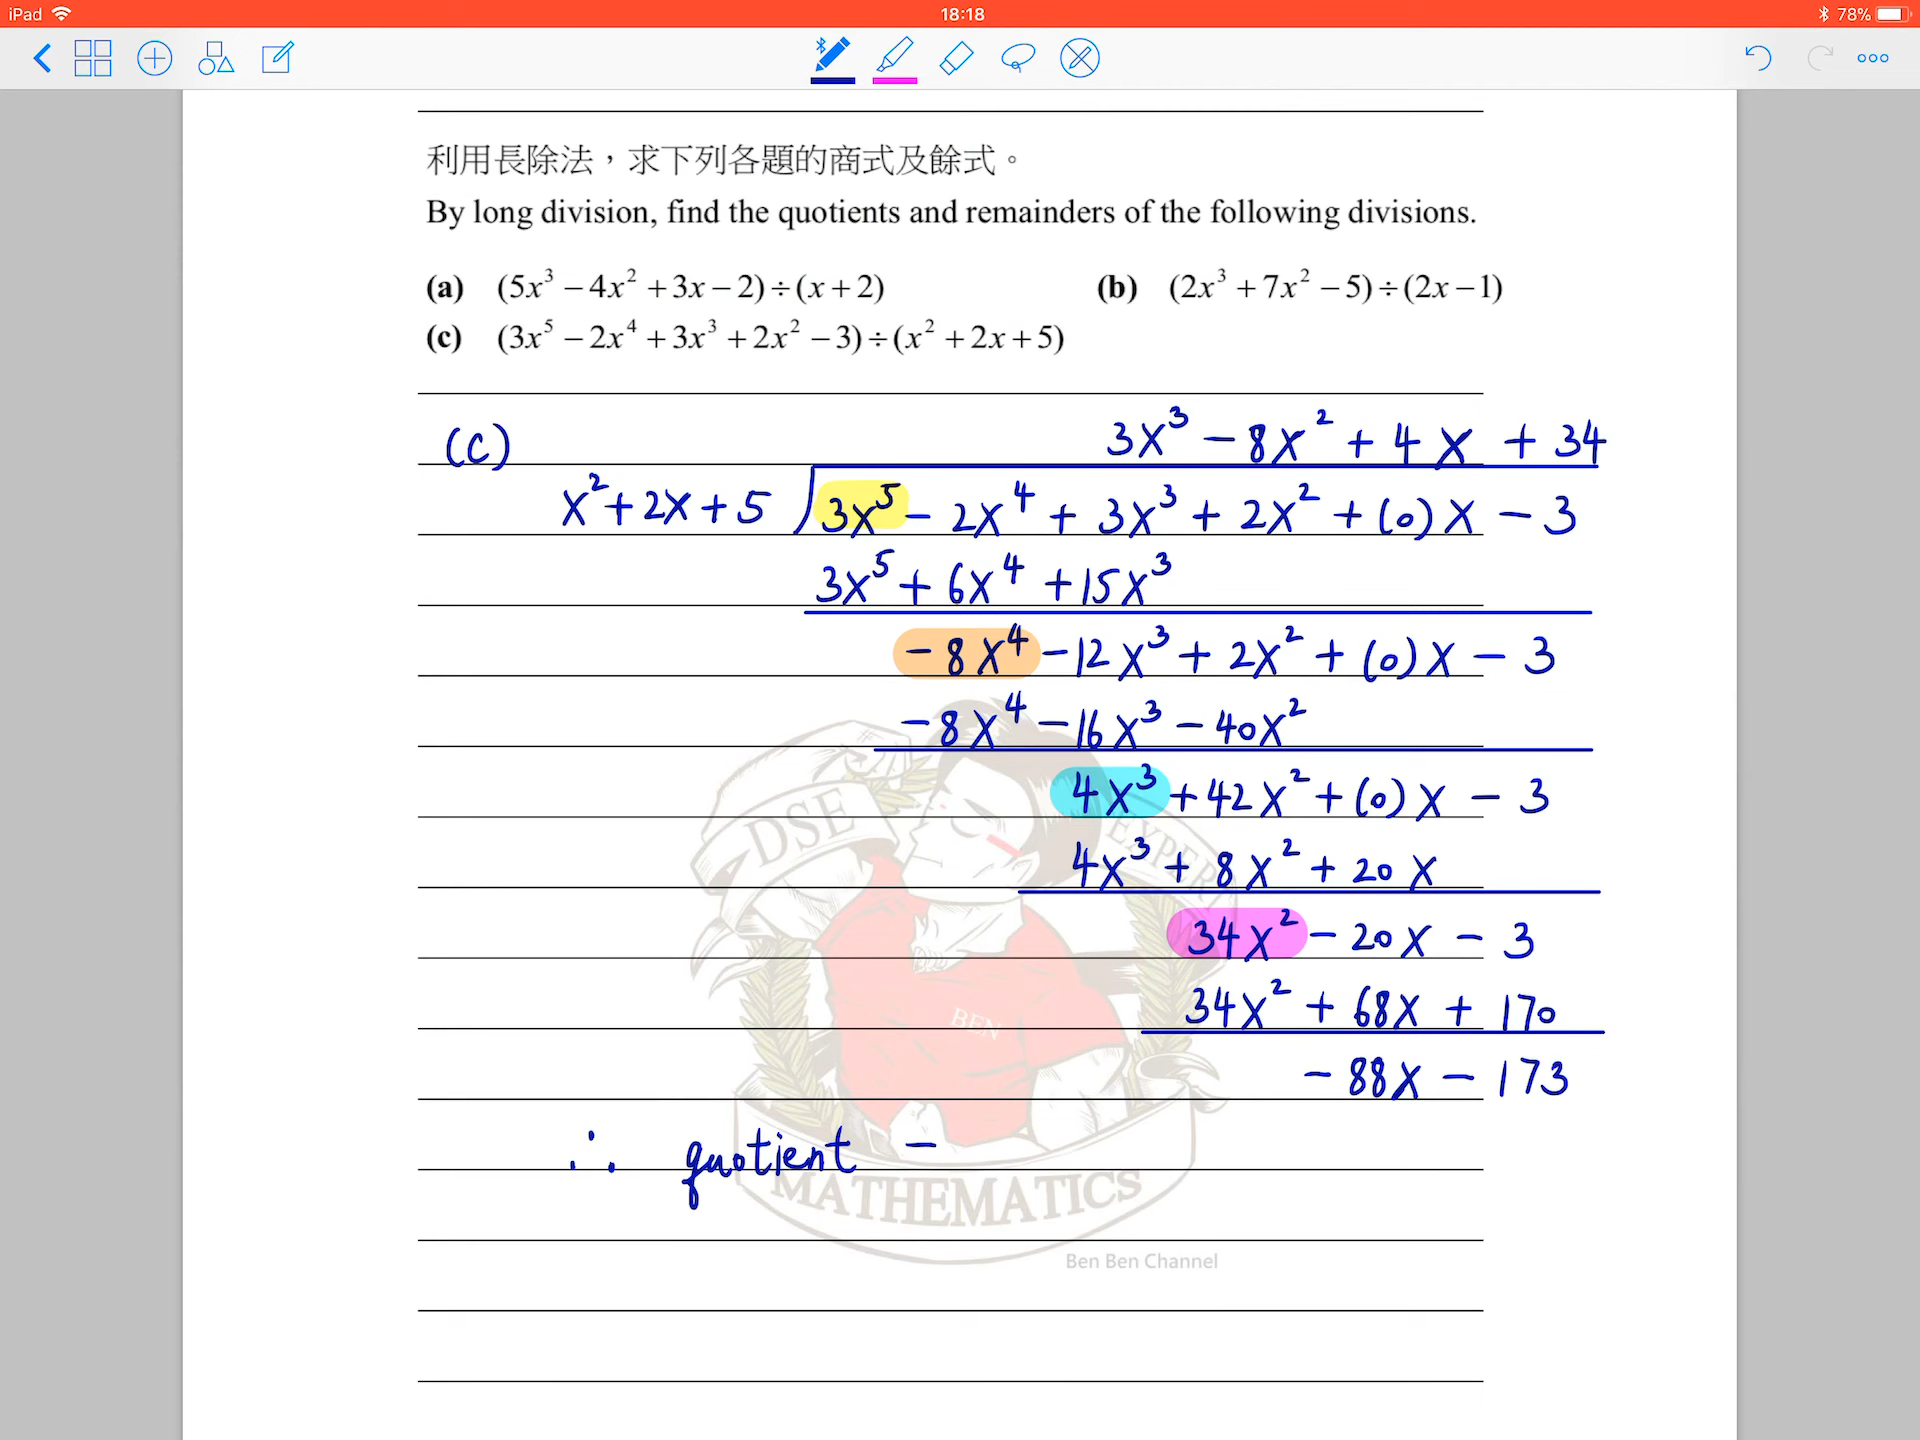 iPad 18:18 78%
利用長除法，求下列各題的商式及餘式。
By long division, find the quotients and remainders of the following divisions.
(a) (5x³ − 4x² + 3x − 2) ÷ (x + 2) (b) (2x³ + 7x² − 5) ÷ (2x − 1)
(c) (3x⁵ − 2x⁴ + 3x³ + 2x² − 3) ÷ (x² + 2x + 5)
(c) 3x³ − 8x² + 4x + 34
x² + 2x + 5 ) 3x⁵ − 2x⁴ + 3x³ + 2x² + (0)x − 3
3x⁵ + 6x⁴ + 15x³
−8x⁴ − 12x³ + 2x² + (0)x − 3
−8x⁴ − 16x³ − 40x²
4x³ + 42x² + (0)x − 3
4x³ + 8x² + 20x
34x² − 20x − 3
34x² + 68x + 170
−88x − 173
∴ quotient −
DSE EXPERT
BEN
MATHEMATICS
Ben Ben Channel